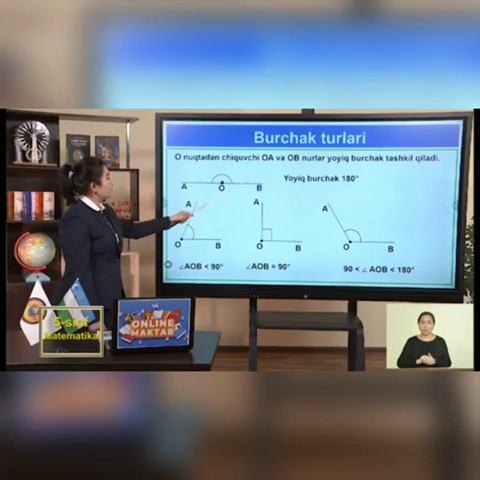 Burchak turlari
O nuqtadan chiquvchi OA va OB nurlar yoyiq burchak tashkil qiladi.
Yoyiq burchak 180°
A O B
A A A
O B O B O B
∠AOB < 90° ∠AOB = 90° 90 < ∠ AOB < 180°
5-sinf
Matematika
ONLINE
MAKTAB